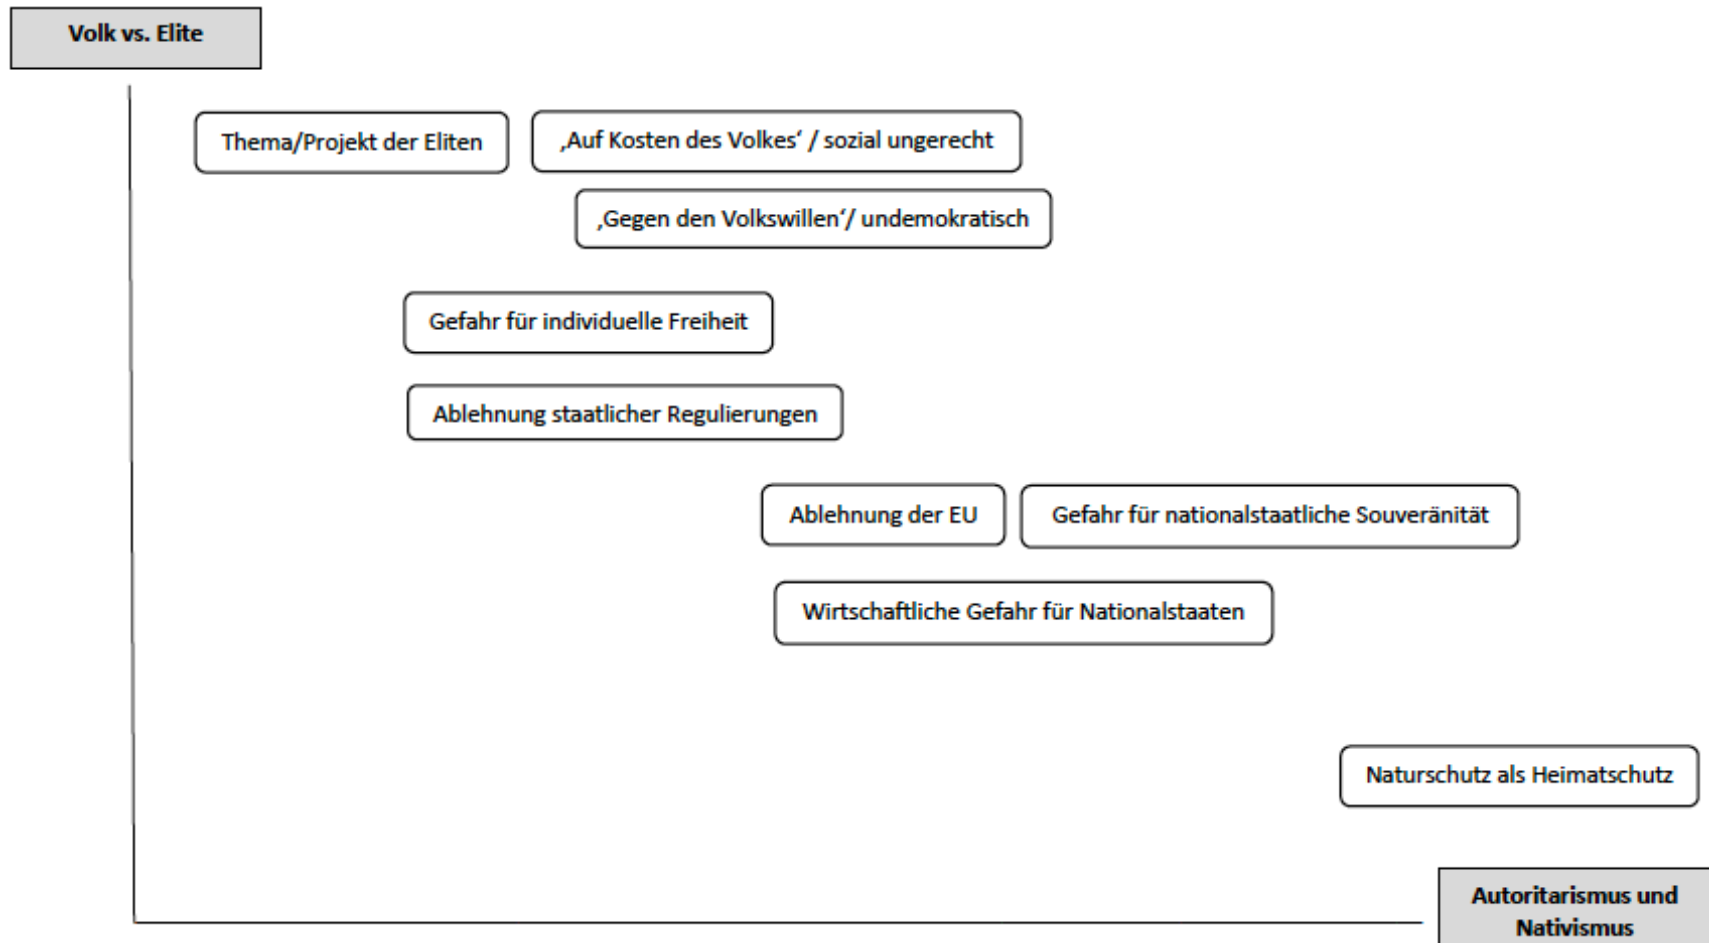 Volk vs. Elite
Thema/Projekt der Eliten
‚Auf Kosten des Volkes‘ / sozial ungerecht
‚Gegen den Volkswillen‘/ undemokratisch
Gefahr für individuelle Freiheit
Ablehnung staatlicher Regulierungen
Ablehnung der EU
Gefahr für nationalstaatliche Souveränität
Wirtschaftliche Gefahr für Nationalstaaten
Naturschutz als Heimatschutz
Autoritarismus und
Nativismus